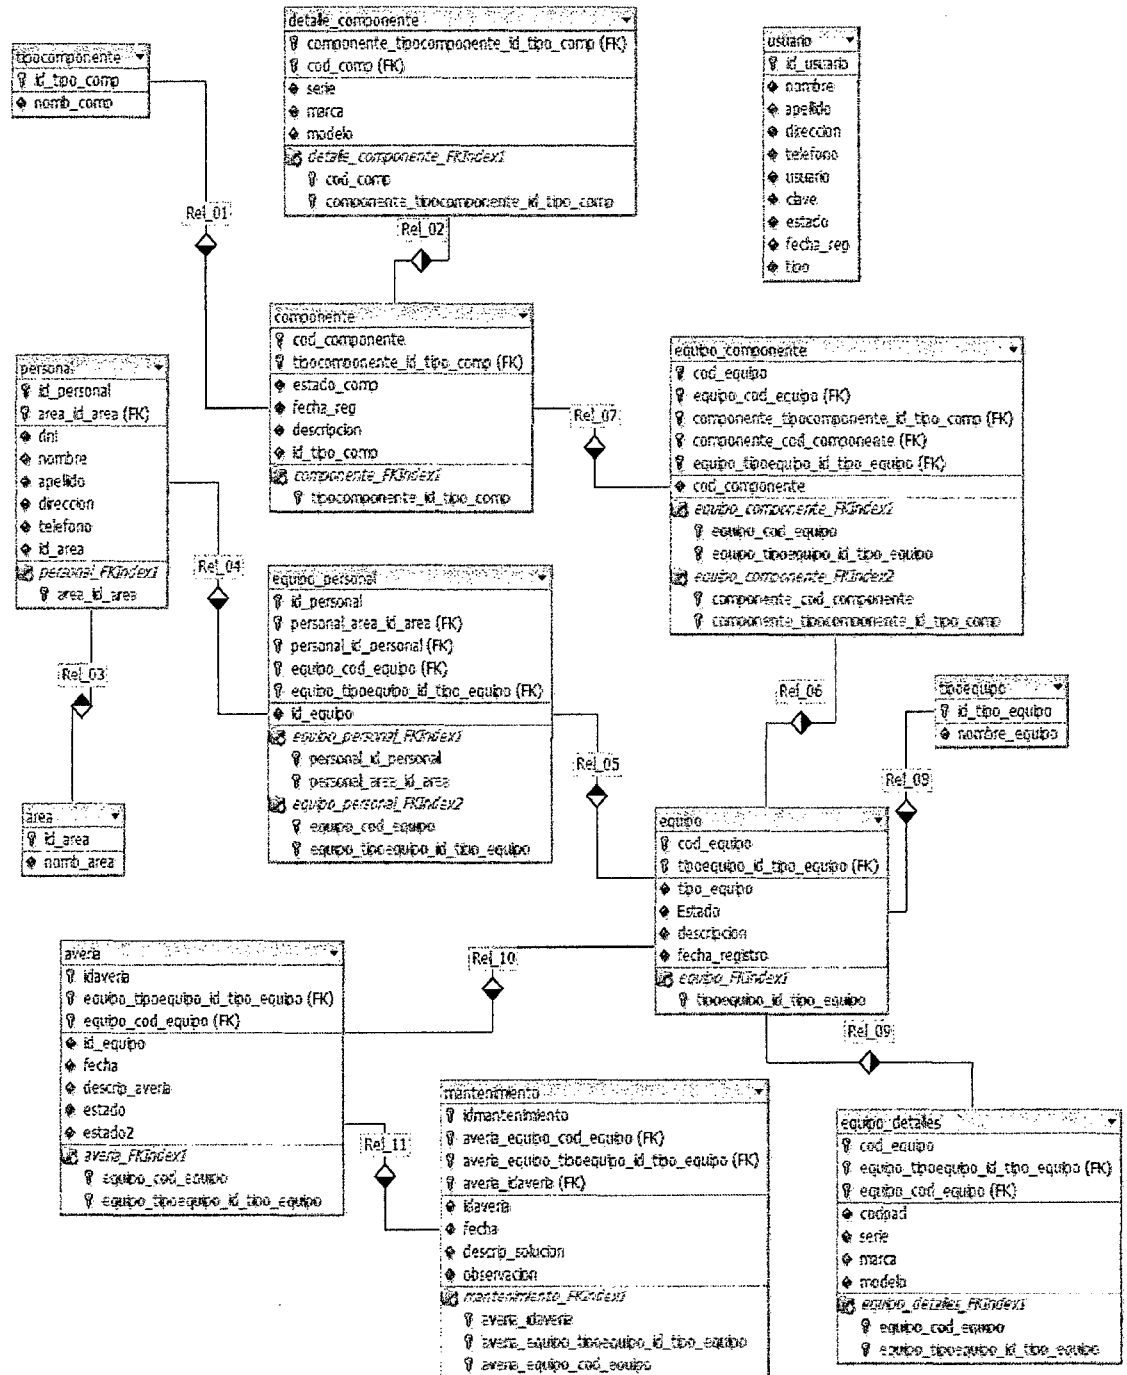 tipocomponente
id_tipo_comp
nomb_comp
detalle_componente
componente_tipocomponente_id_tipo_comp (FK)
cod_comp (FK)
serie
marca
modelo
detalle_componente_FKIndex1
cod_comp
componente_tipocomponente_id_tipo_comp
usuario
id_usuario
nombre
apellido
direccion
telefono
usuario
clave
estado
fecha_reg
tipo
Rel_01
Rel_02
componente
cod_componente
tipocomponente_id_tipo_comp (FK)
estado_comp
fecha_reg
descripcion
id_tipo_comp
componente_FKIndex1
tipocomponente_id_tipo_comp
personal
id_personal
area_id_area (FK)
dni
nombre
apellido
direccion
telefono
id_area
personal_FKIndex1
area_id_area
Rel_07
equipo_componente
cod_equipo
equipo_cod_equipo (FK)
componente_tipocomponente_id_tipo_comp (FK)
componente_cod_componente (FK)
equipo_tipoequipo_id_tipo_equipo (FK)
cod_componente
equipo_componente_FKIndex1
equipo_cod_equipo
equipo_tipoequipo_id_tipo_equipo
equipo_componente_FKIndex2
componente_cod_componente
componente_tipocomponente_id_tipo_comp
Rel_04
equipo_personal
id_personal
personal_area_id_area (FK)
personal_id_personal (FK)
equipo_cod_equipo (FK)
equipo_tipoequipo_id_tipo_equipo (FK)
id_equipo
equipo_personal_FKIndex1
personal_id_personal
personal_area_id_area
equipo_personal_FKIndex2
equipo_cod_equipo
equipo_tipoequipo_id_tipo_equipo
Rel_03
Rel_06
tipoequipo
id_tipo_equipo
nombre_equipo
Rel_05
Rel_08
area
id_area
nomb_area
equipo
cod_equipo
tipoequipo_id_tipo_equipo (FK)
tipo_equipo
Estado
descripcion
fecha_registro
equipo_FKIndex1
tipoequipo_id_tipo_equipo
Rel_10
averia
idaveria
equipo_tipoequipo_id_tipo_equipo (FK)
equipo_cod_equipo (FK)
id_equipo
fecha
descrip_averia
estado
estado2
averia_FKIndex1
equipo_cod_equipo
equipo_tipoequipo_id_tipo_equipo
Rel_09
Rel_11
mantenimiento
idmantenimiento
averia_equipo_cod_equipo (FK)
averia_equipo_tipoequipo_id_tipo_equipo (FK)
averia_idaveria (FK)
idaveria
fecha
descrip_solucion
observacion
mantenimiento_FKIndex1
averia_idaveria
averia_equipo_tipoequipo_id_tipo_equipo
averia_equipo_cod_equipo
equipo_detalles
cod_equipo
equipo_tipoequipo_id_tipo_equipo (FK)
equipo_cod_equipo (FK)
codpad
serie
marca
modelo
equipo_detalles_FKIndex1
equipo_cod_equipo
equipo_tipoequipo_id_tipo_equipo